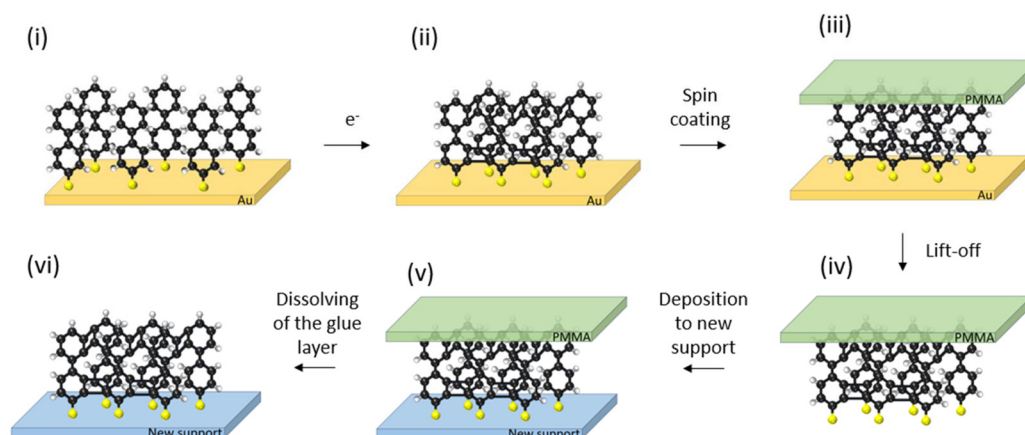 (i)
(ii)
(iii)
e-
Spin
coating
PMMA
Au
Au
Au
Lift-off
(vi)
(v)
(iv)
Dissolving
of the glue
layer
Deposition
to new
support
PMMA
PMMA
New support
New support